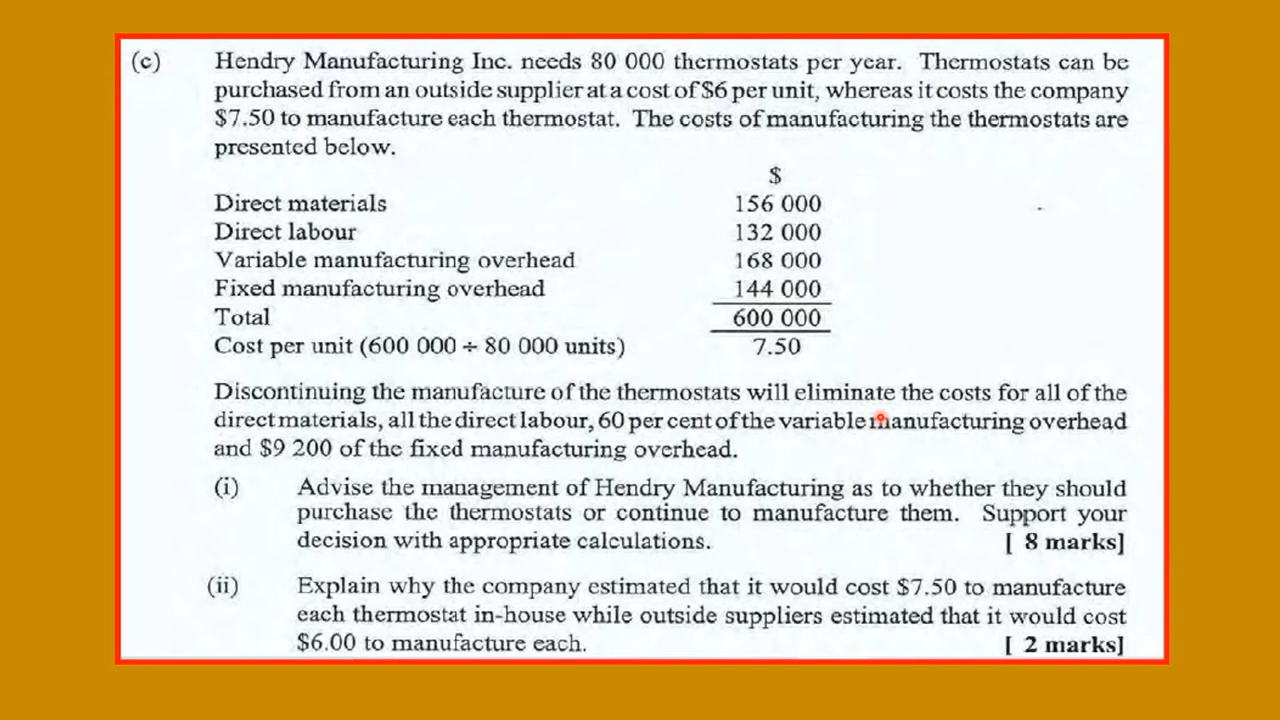 (c) Hendry Manufacturing Inc. needs 80 000 thermostats per year. Thermostats can be
purchased from an outside supplier at a cost of $6 per unit, whereas it costs the company
$7.50 to manufacture each thermostat. The costs of manufacturing the thermostats are
presented below.
$
Direct materials 156 000
Direct labour 132 000
Variable manufacturing overhead 168 000
Fixed manufacturing overhead 144 000
Total 600 000
Cost per unit (600 000 ÷ 80 000 units) 7.50
Discontinuing the manufacture of the thermostats will eliminate the costs for all of the
direct materials, all the direct labour, 60 per cent of the variable manufacturing overhead
and $9 200 of the fixed manufacturing overhead.
(i) Advise the management of Hendry Manufacturing as to whether they should
purchase the thermostats or continue to manufacture them. Support your
decision with appropriate calculations. [ 8 marks]
(ii) Explain why the company estimated that it would cost $7.50 to manufacture
each thermostat in-house while outside suppliers estimated that it would cost
$6.00 to manufacture each. [ 2 marks]